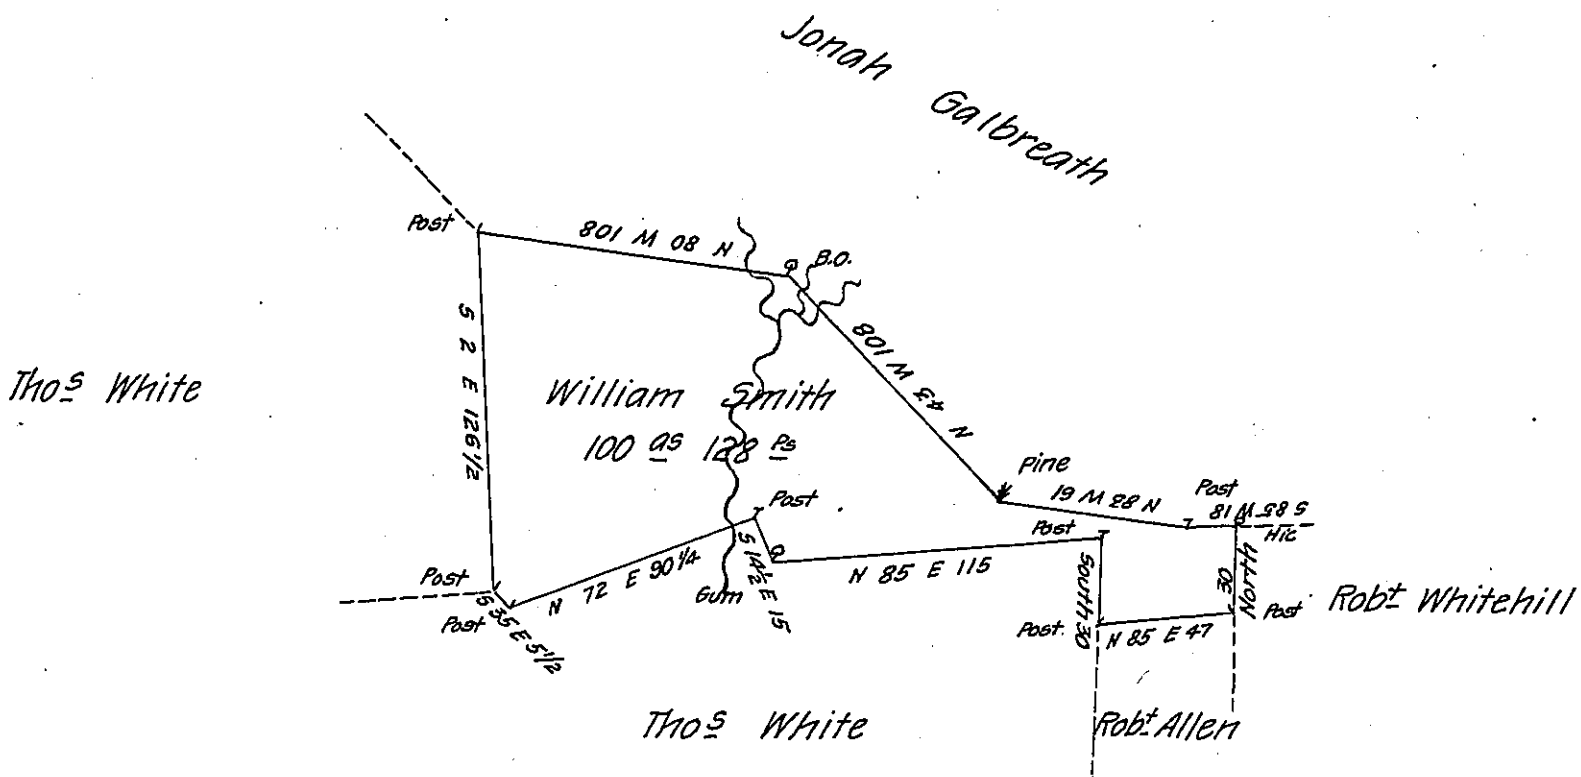 Jonah
Galbreath
Post
N 80 W 108
B.O.
N 43 W 108
S 2 E 126 1/2
Thos White
William Smith
100 as 128 ps
Pine
N 82 W 61
Post
S 85 W 18
Hic
Post
S 14 1/2 E 15
Post
N 85 E 115
South 30
North 30
Post
S 35 E 5 1/2
Post
N 72 E 90 1/4
Gum
Post
N 85 E 47
Post
Robt Whitehill
Thos White
Robt Allen